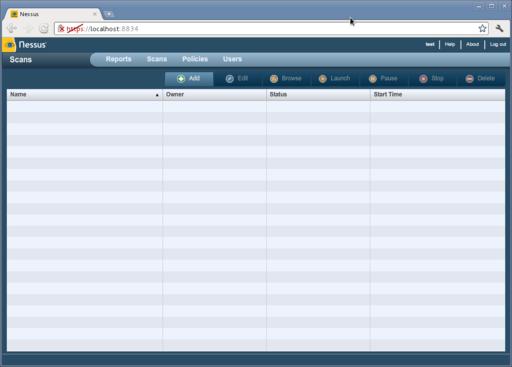 Nessus
https://localhost:8834
Nessus
test Help About Log out
Scans Reports Scans Policies Users
Add Edit Browse Launch Pause Stop Delete
Name Owner Status Start Time